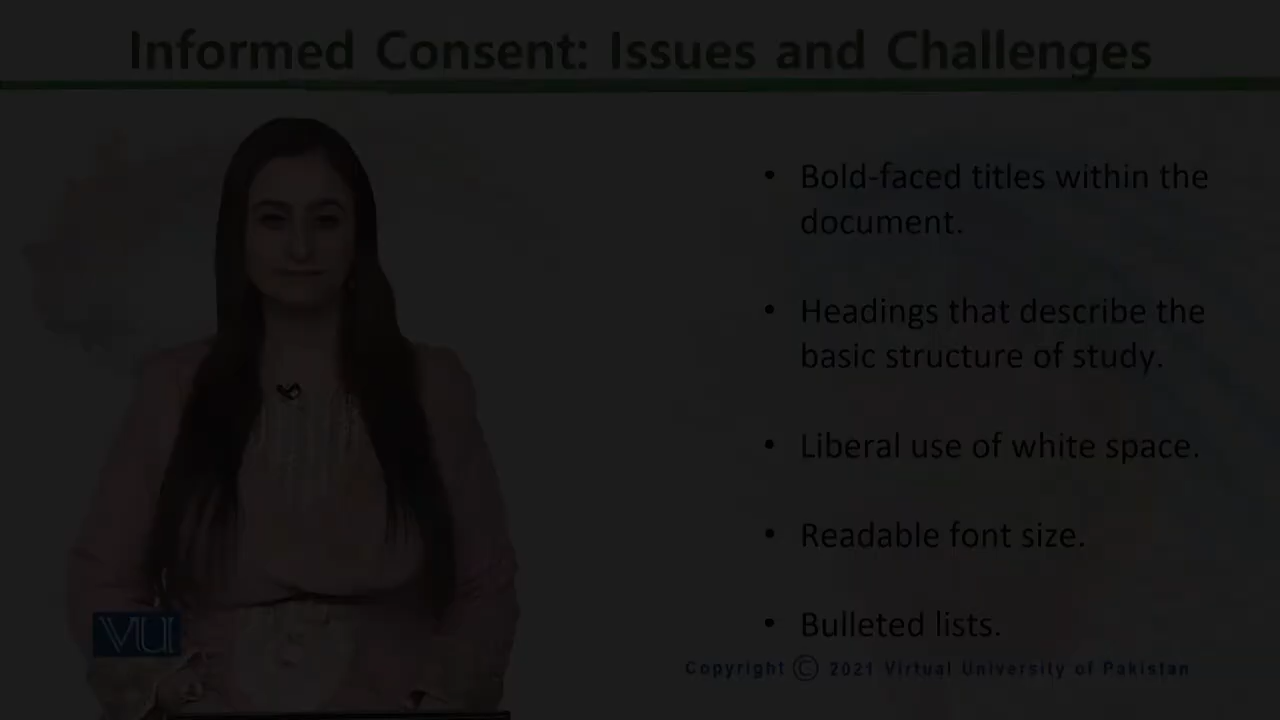 Informed Consent: Issues and Challenges
• Bold-faced titles within the
document.
• Headings that describe the
basic structure of study.
• Liberal use of white space.
• Readable font size.
• Bulleted lists.
VU
Copyright © 2021 Virtual University of Pakistan